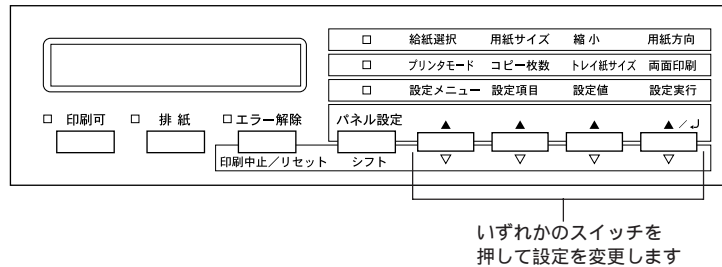 給紙選択 用紙サイズ 縮小 用紙方向
プリンタモード コピー枚数 トレイ紙サイズ 両面印刷
設定メニュー 設定項目 設定値 設定実行
印刷可 排紙 エラー解除 パネル設定 ▲ ▲ ▲ ▲/↲
印刷中止/リセット シフト ▽ ▽ ▽ ▽
いずれかのスイッチを
押して設定を変更します